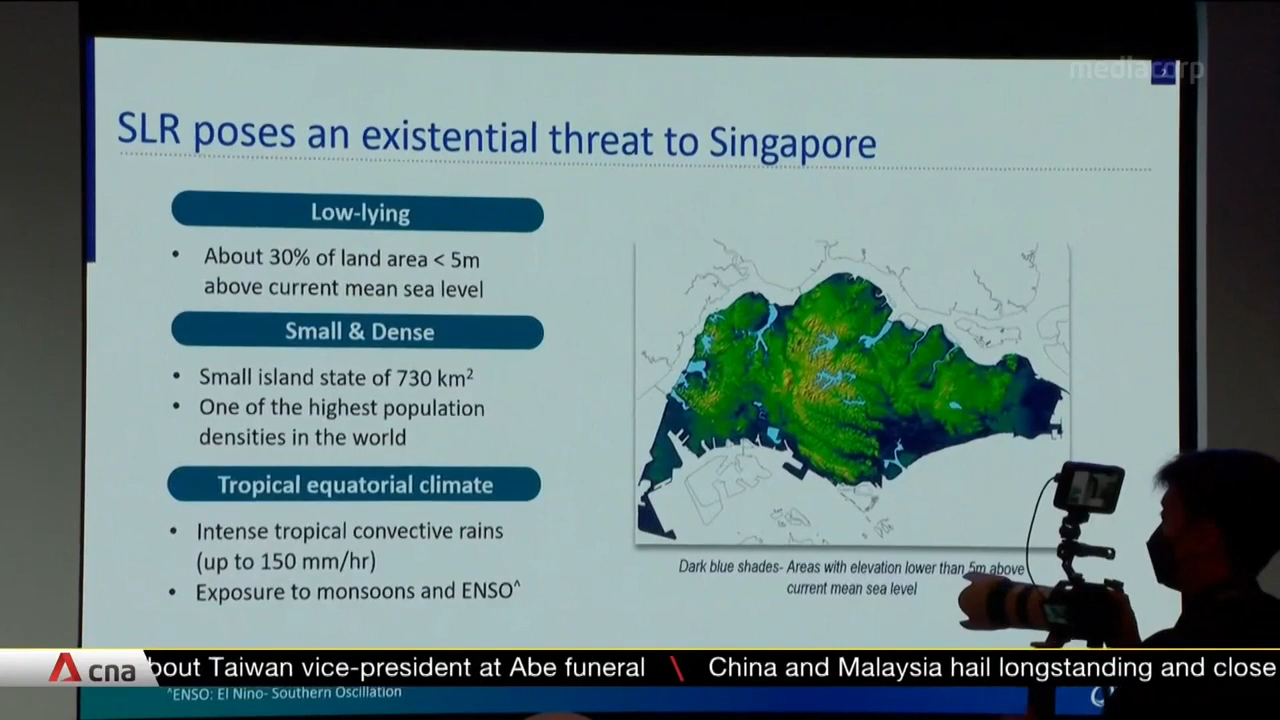 mediacorp
SLR poses an existential threat to Singapore
Low-lying
• About 30% of land area < 5m
above current mean sea level
Small & Dense
• Small island state of 730 km²
• One of the highest population
densities in the world
Tropical equatorial climate
• Intense tropical convective rains
(up to 150 mm/hr)
• Exposure to monsoons and ENSO^
Dark blue shades- Areas with elevation lower than 5m above
current mean sea level
cna
bout Taiwan vice-president at Abe funeral \ China and Malaysia hail longstanding and close
^ENSO: El Nino- Southern Oscillation